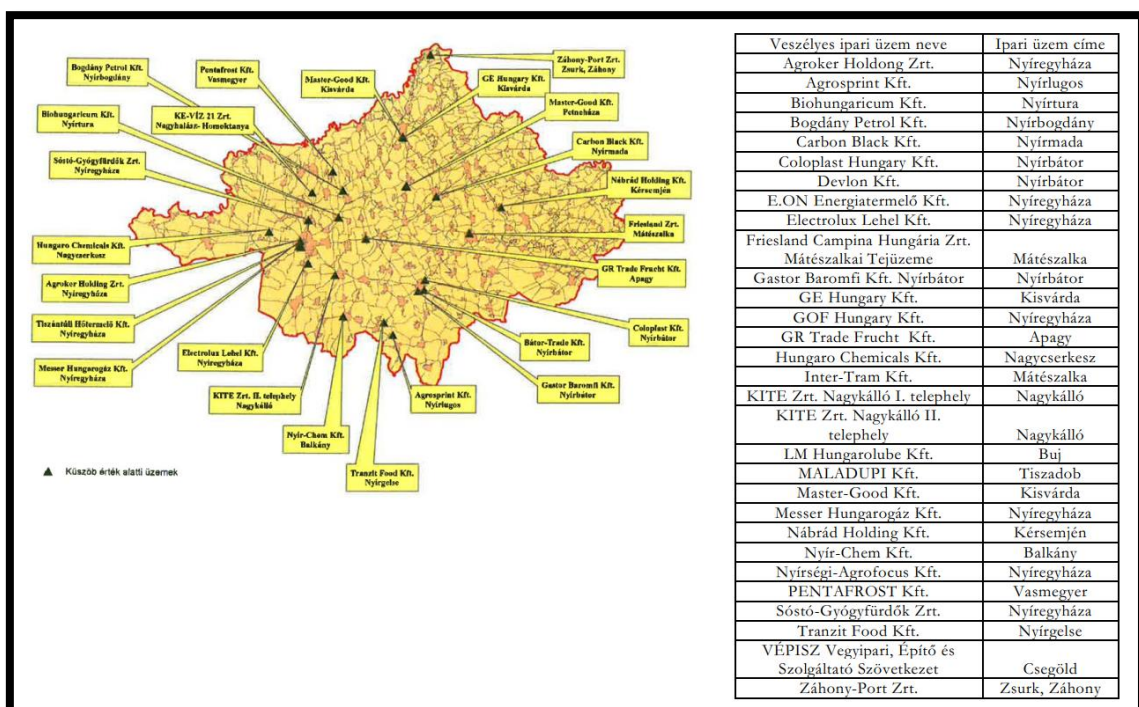 Bogdány Petrol Kft.
Nyírbogdány
Pentafrost Kft.
Vasmegyer
Master-Good Kft.
Kisvárda
GE Hungary Kft.
Kisvárda
Záhony-Port Zrt.
Zsurk, Záhony
Biohungaricum Kft.
Nyírtura
KE-VÍZ 21 Zrt.
Nagyhalász- Homoktanya
Master-Good Kft.
Petneháza
Carbon Black Kft.
Nyírmada
Sóstó-Gyógyfürdők Zrt.
Nyíregyháza
Nábrád Holding Kft.
Kérsemjén
Hungaro Chemicals Kft.
Nagycserkesz
Friesland Zrt.
Mátészalka
Agroker Holding Zrt.
Nyíregyháza
GR Trade Frucht Kft.
Apagy
Tiszántúli Hőtermelő Kft.
Nyíregyháza
Coloplast Kft.
Nyírbátor
Messer Hungarogáz Kft.
Nyíregyháza
Electrolux Lehel Kft.
Nyíregyháza
Bátor-Trade Kft.
Nyírbátor
KITE Zrt. II. telephely
Nagykálló
Agrosprint Kft.
Nyírlugos
Gastor Baromfi Kft.
Nyírbátor
Nyír-Chem Kft.
Balkány
Tranzit Food Kft.
Nyírgelse
Küszöb érték alatti üzemek
Veszélyes ipari üzem neve Ipari üzem címe
Agroker Holdong Zrt. Nyíregyháza
Agrosprint Kft. Nyírlugos
Biohungaricum Kft. Nyírtura
Bogdány Petrol Kft. Nyírbogdány
Carbon Black Kft. Nyírmada
Coloplast Hungary Kft. Nyírbátor
Devlon Kft. Nyírbátor
E.ON Energiatermelő Kft. Nyíregyháza
Electrolux Lehel Kft. Nyíregyháza
Friesland Campina Hungária Zrt.
Mátészalkai Tejüzeme Mátészalka
Gastor Baromfi Kft. Nyírbátor Nyírbátor
GE Hungary Kft. Kisvárda
GOF Hungary Kft. Nyíregyháza
GR Trade Frucht Kft. Apagy
Hungaro Chemicals Kft. Nagycserkesz
Inter-Tram Kft. Mátészalka
KITE Zrt. Nagykálló I. telephely Nagykálló
KITE Zrt. Nagykálló II.
telephely Nagykálló
LM Hungarolube Kft. Buj
MALADUPI Kft. Tiszadob
Master-Good Kft. Kisvárda
Messer Hungarogáz Kft. Nyíregyháza
Nábrád Holding Kft. Kérsemjén
Nyír-Chem Kft. Balkány
Nyírségi-Agrofocus Kft. Nyíregyháza
PENTAFROST Kft. Vasmegyer
Sóstó-Gyógyfürdők Zrt. Nyíregyháza
Tranzit Food Kft. Nyírgelse
VÉPISZ Vegyipari, Építő és
Szolgáltató Szövetkezet Csegöld
Záhony-Port Zrt. Zsurk, Záhony